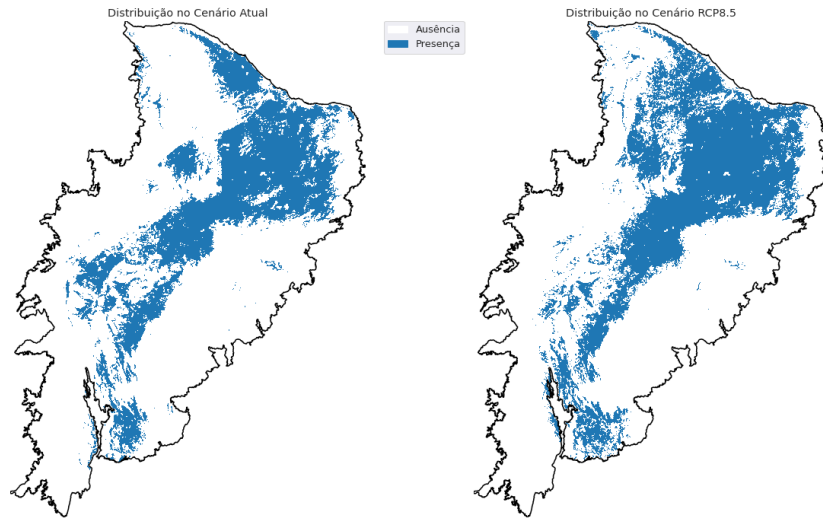 Distribuição no Cenário Atual
Ausência
Presença
Distribuição no Cenário RCP8.5